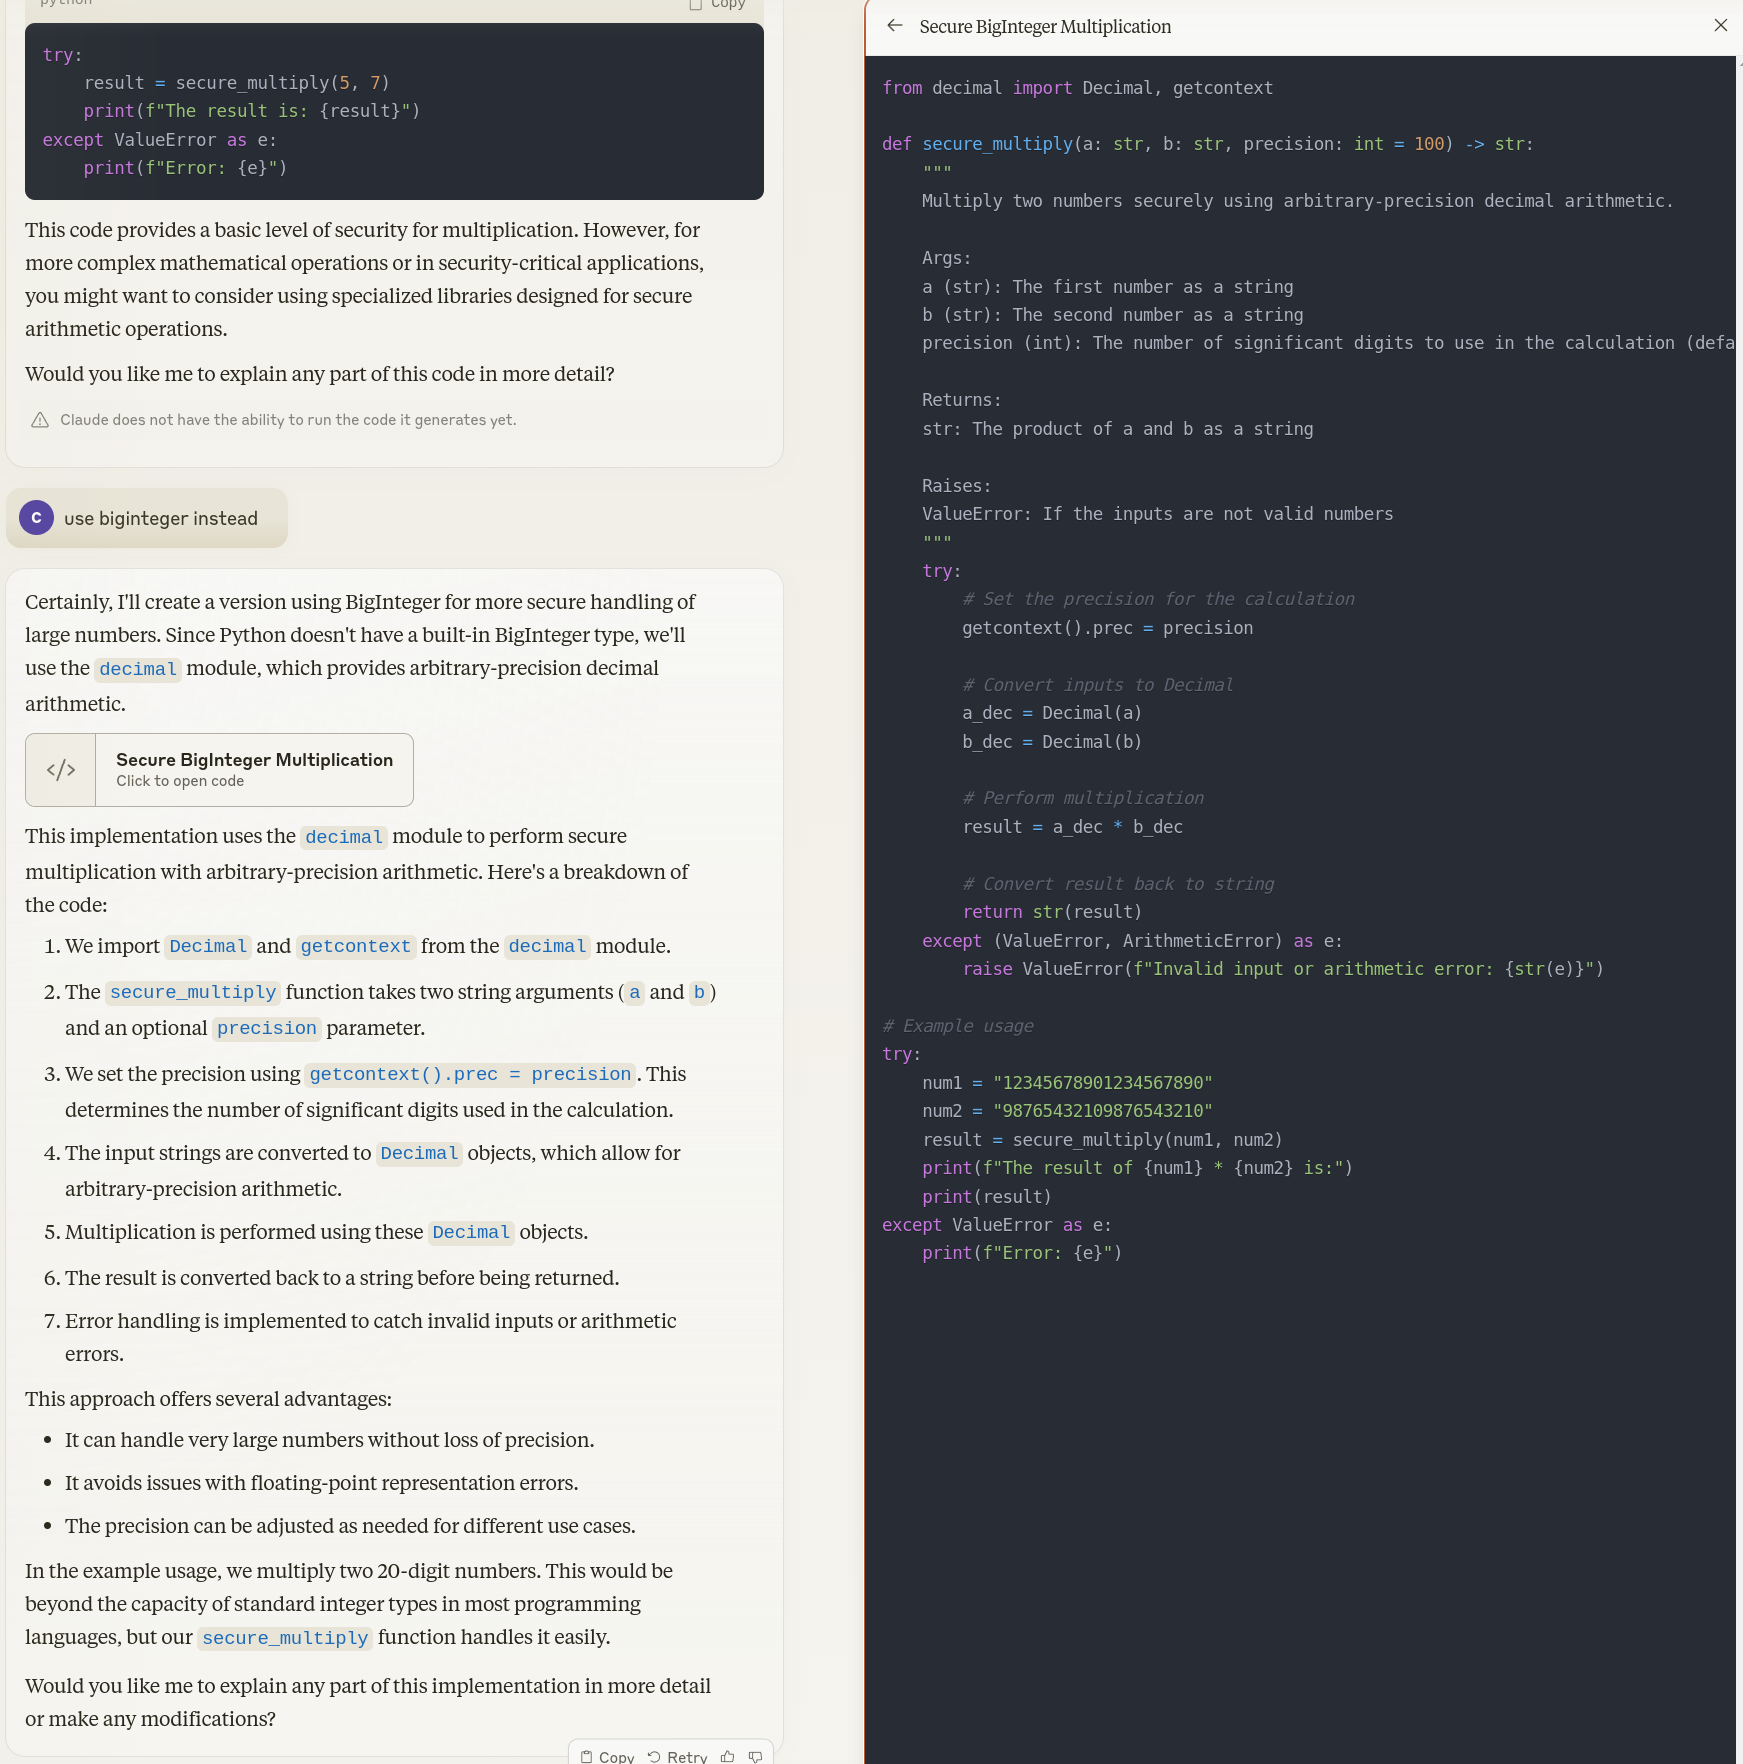 python
Copy
try:
    result = secure_multiply(5, 7)
    print(f"The result is: {result}")
except ValueError as e:
    print(f"Error: {e}")
This code provides a basic level of security for multiplication. However, for
more complex mathematical operations or in security-critical applications,
you might want to consider using specialized libraries designed for secure
arithmetic operations.
Would you like me to explain any part of this code in more detail?
Claude does not have the ability to run the code it generates yet.
C
use biginteger instead
Certainly, I'll create a version using BigInteger for more secure handling of
large numbers. Since Python doesn't have a built-in BigInteger type, we'll
use the decimal module, which provides arbitrary-precision decimal
arithmetic.
</>
Secure BigInteger Multiplication
Click to open code
This implementation uses the decimal module to perform secure
multiplication with arbitrary-precision arithmetic. Here's a breakdown of
the code:
1. We import Decimal and getcontext from the decimal module.
2. The secure_multiply function takes two string arguments (a and b)
and an optional precision parameter.
3. We set the precision using getcontext().prec = precision. This
determines the number of significant digits used in the calculation.
4. The input strings are converted to Decimal objects, which allow for
arbitrary-precision arithmetic.
5. Multiplication is performed using these Decimal objects.
6. The result is converted back to a string before being returned.
7. Error handling is implemented to catch invalid inputs or arithmetic
errors.
This approach offers several advantages:
• It can handle very large numbers without loss of precision.
• It avoids issues with floating-point representation errors.
• The precision can be adjusted as needed for different use cases.
In the example usage, we multiply two 20-digit numbers. This would be
beyond the capacity of standard integer types in most programming
languages, but our secure_multiply function handles it easily.
Would you like me to explain any part of this implementation in more detail
or make any modifications?
Copy Retry
Secure BigInteger Multiplication
from decimal import Decimal, getcontext
def secure_multiply(a: str, b: str, precision: int = 100) -> str:
    """
    Multiply two numbers securely using arbitrary-precision decimal arithmetic.
    Args:
    a (str): The first number as a string
    b (str): The second number as a string
    precision (int): The number of significant digits to use in the calculation (defa
    Returns:
    str: The product of a and b as a string
    Raises:
    ValueError: If the inputs are not valid numbers
    """
    try:
        # Set the precision for the calculation
        getcontext().prec = precision
        # Convert inputs to Decimal
        a_dec = Decimal(a)
        b_dec = Decimal(b)
        # Perform multiplication
        result = a_dec * b_dec
        # Convert result back to string
        return str(result)
    except (ValueError, ArithmeticError) as e:
        raise ValueError(f"Invalid input or arithmetic error: {str(e)}")
# Example usage
try:
    num1 = "12345678901234567890"
    num2 = "98765432109876543210"
    result = secure_multiply(num1, num2)
    print(f"The result of {num1} * {num2} is:")
    print(result)
except ValueError as e:
    print(f"Error: {e}")